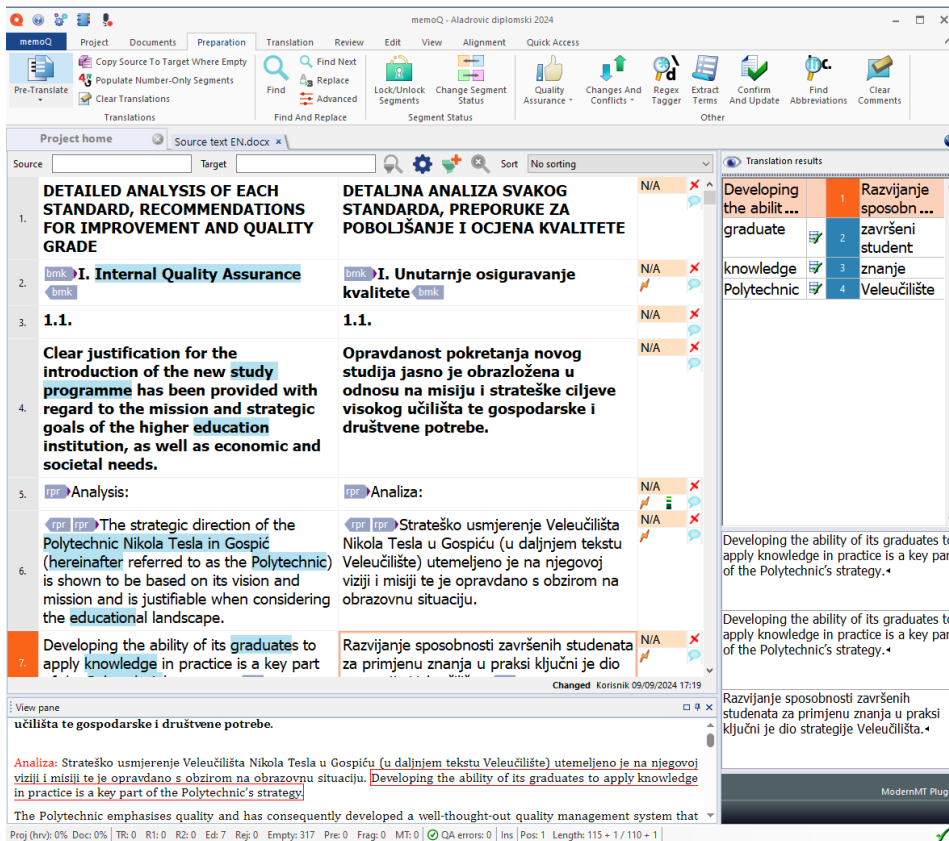 memoQ - Aladrovic diplomski 2024
memoQ Project Documents Preparation Translation Review Edit View Alignment Quick Access
Pre-Translate
Copy Source To Target Where Empty
Populate Number-Only Segments
Clear Translations
Translations
Find
Find Next
Replace
Advanced
Find And Replace
Lock/Unlock Segments
Change Segment Status
Segment Status
Quality Assurance
Changes And Conflicts
Regex Tagger
Extract Terms
Confirm And Update
Find Abbreviations
Clear Comments
Other
Project home
Source text EN.docx
Source Target Sort No sorting
1.
DETAILED ANALYSIS OF EACH
STANDARD, RECOMMENDATIONS
FOR IMPROVEMENT AND QUALITY
GRADE
DETALJNA ANALIZA SVAKOG
STANDARDA, PREPORUKE ZA
POBOLJŠANJE I OCJENA KVALITETE
N/A
2.
bmk I. Internal Quality Assurance
bmk
bmk I. Unutarnje osiguravanje
kvalitete bmk
N/A
3.
1.1.
1.1.
N/A
4.
Clear justification for the
introduction of the new study
programme has been provided with
regard to the mission and strategic
goals of the higher education
institution, as well as economic and
societal needs.
Opravdanost pokretanja novog
studija jasno je obrazložena u
odnosu na misiju i strateške ciljeve
visokog učilišta te gospodarske i
društvene potrebe.
N/A
5.
rpr Analysis:
rpr Analiza:
N/A
6.
rpr rpr The strategic direction of the
Polytechnic Nikola Tesla in Gospić
(hereinafter referred to as the Polytechnic)
is shown to be based on its vision and
mission and is justifiable when considering
the educational landscape.
rpr rpr Strateško usmjerenje Veleučilišta
Nikola Tesla u Gospiću (u daljnjem tekstu
Veleučilište) utemeljeno je na njegovoj
viziji i misiji te je opravdano s obzirom na
obrazovnu situaciju.
N/A
7.
Developing the ability of its graduates to
apply knowledge in practice is a key part
Razvijanje sposobnosti završenih studenata
za primjenu znanja u praksi ključni je dio
N/A
Changed Korisnik 09/09/2024 17:19
Translation results
Developing the abilit ... 1 Razvijanje sposobn ...
graduate 2 završeni student
knowledge 3 znanje
Polytechnic 4 Veleučilište
Developing the ability of its graduates to
apply knowledge in practice is a key par
of the Polytechnic's strategy.
Developing the ability of its graduates to
apply knowledge in practice is a key par
of the Polytechnic's strategy.
Razvijanje sposobnosti završenih
studenata za primjenu znanja u praksi
ključni je dio strategije Veleučilišta.
ModernMT Plug
View pane
učilišta te gospodarske i društvene potrebe.
Analiza: Strateško usmjerenje Veleučilišta Nikola Tesla u Gospiću (u daljnjem tekstu Veleučilište) utemeljeno je na njegovoj
viziji i misiji te je opravdano s obzirom na obrazovnu situaciju. Developing the ability of its graduates to apply knowledge
in practice is a key part of the Polytechnic's strategy.
The Polytechnic emphasises quality and has consequently developed a well-thought-out quality management system that
Proj (hrv): 0% Doc: 0% TR: 0 R1: 0 R2: 0 Ed: 7 Rej: 0 Empty: 317 Pre: 0 Frag: 0 MT: 0 QA errors: 0 Ins Pos: 1 Length: 115 + 1 / 110 + 1